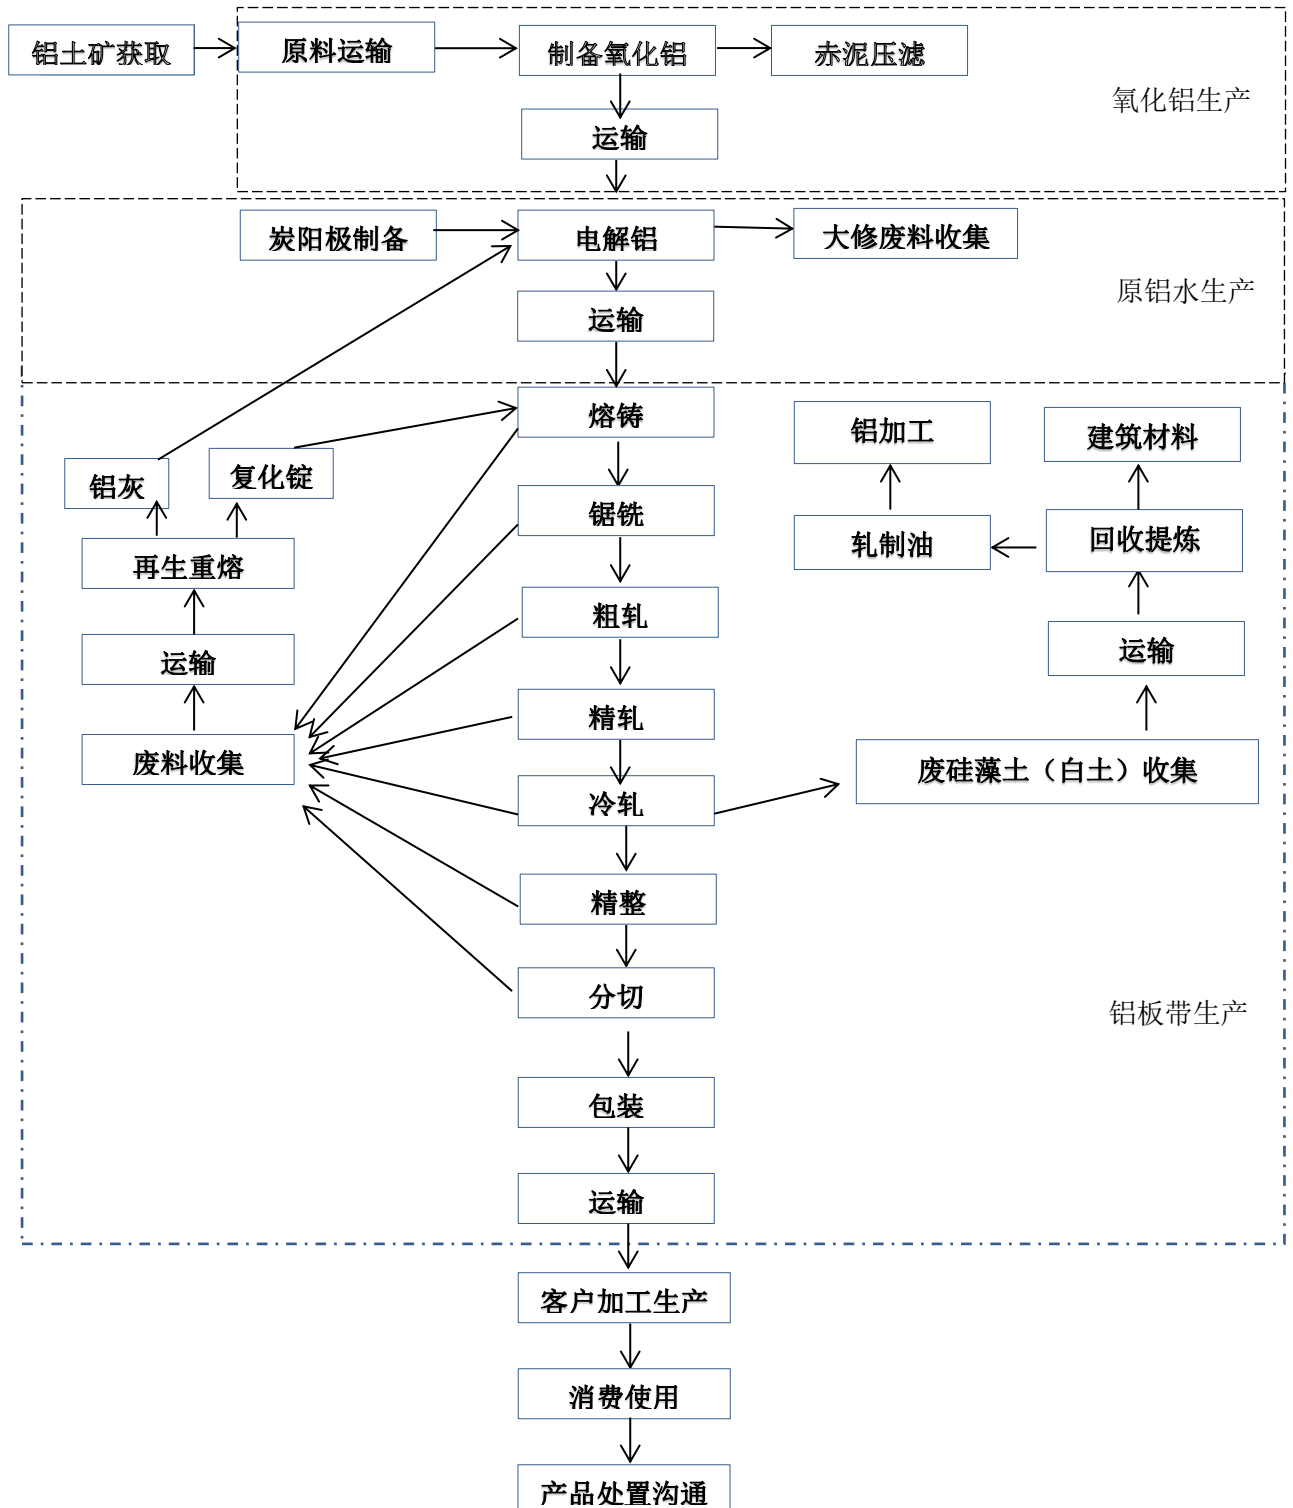 铝土矿获取
原料运输
制备氧化铝
赤泥压滤
氧化铝生产
运输
炭阳极制备
电解铝
大修废料收集
原铝水生产
运输
熔铸
铝加工
建筑材料
铝灰
复化锭
锯铣
轧制油
回收提炼
再生重熔
粗轧
运输
运输
精轧
废料收集
冷轧
废硅藻土（白土）收集
精整
分切
铝板带生产
包装
运输
客户加工生产
消费使用
产品处置沟通